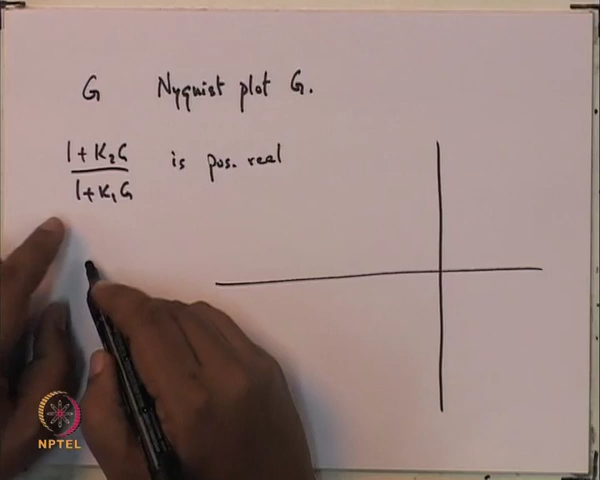 G Nyquist plot G.
1+K₂G
is pos. real
1+K₁G
NPTEL